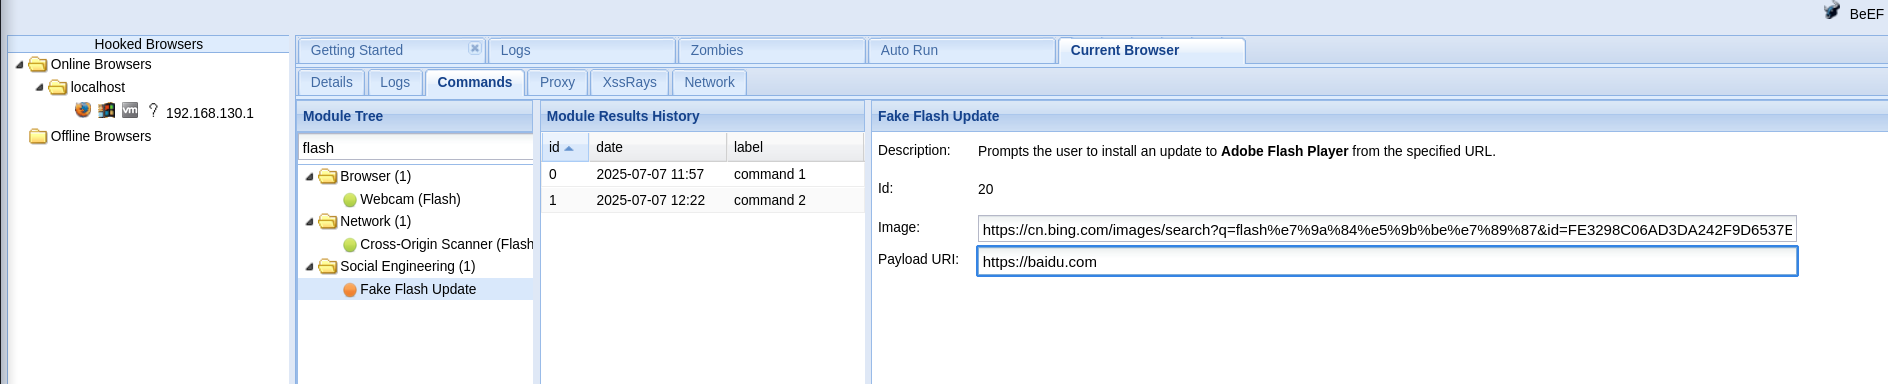 BeEF
Hooked Browsers
Online Browsers
localhost
192.168.130.1
Offline Browsers
Getting Started
Logs
Zombies
Auto Run
Current Browser
Details
Logs
Commands
Proxy
XssRays
Network
Module Tree
flash
Browser (1)
Webcam (Flash)
Network (1)
Cross-Origin Scanner (Flash
Social Engineering (1)
Fake Flash Update
Module Results History
id date label
0 2025-07-07 11:57 command 1
1 2025-07-07 12:22 command 2
Fake Flash Update
Description: Prompts the user to install an update to Adobe Flash Player from the specified URL.
Id: 20
Image: https://cn.bing.com/images/search?q=flash%e7%9a%84%e5%9b%be%e7%89%87&id=FE3298C06AD3DA242F9D6537E
Payload URI: https://baidu.com